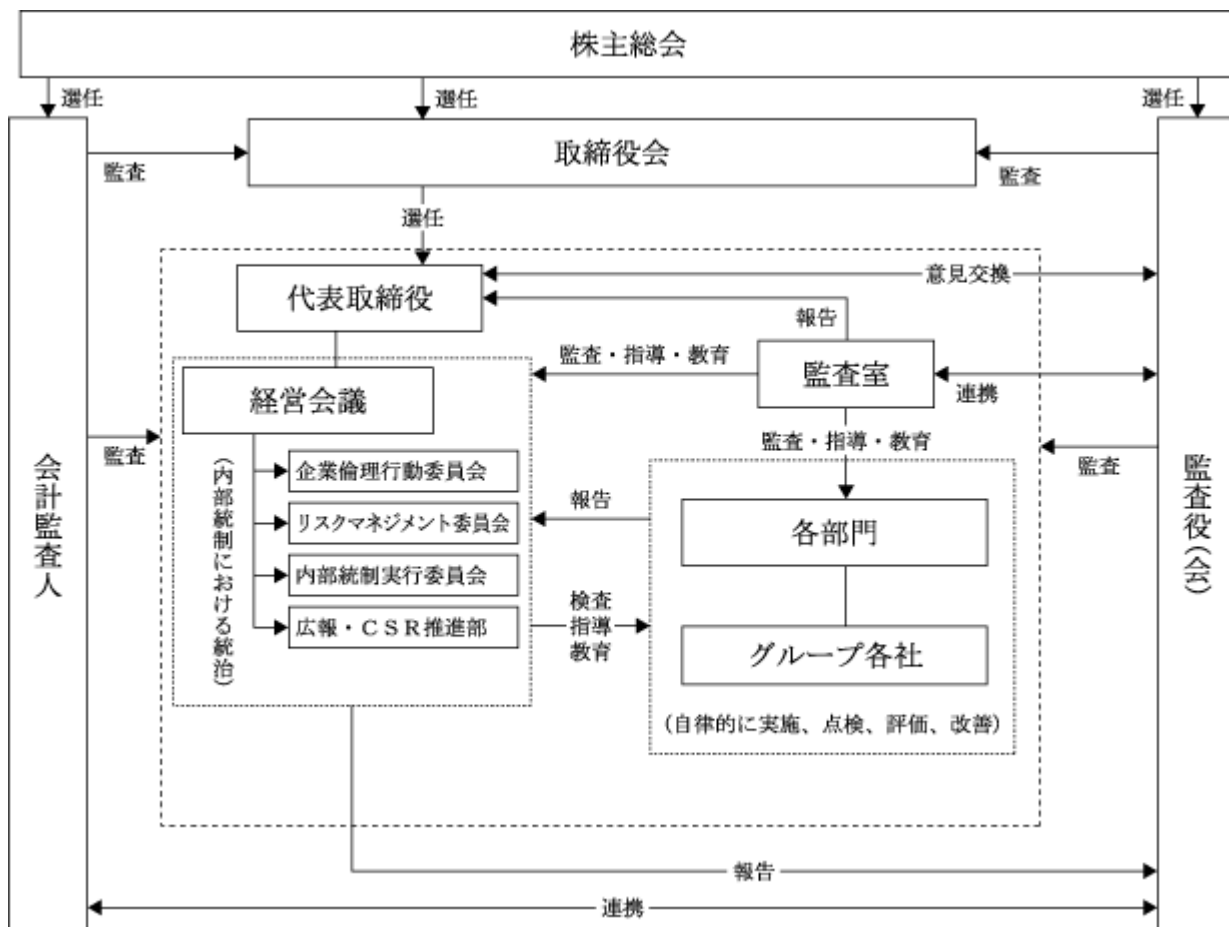 株主総会
選任
選任
選任
取締役会
監査
監査
選任
代表取締役
意見交換
報告
監査・指導・教育
監査室
連携
経営会議
監査・指導・教育
監査
監査
会計監査人
監査役(会)
(内部統制における統治)
企業倫理行動委員会
リスクマネジメント委員会
内部統制実行委員会
広報・CSR推進部
報告
各部門
検査
指導
教育
グループ各社
(自律的に実施、点検、評価、改善)
報告
連携